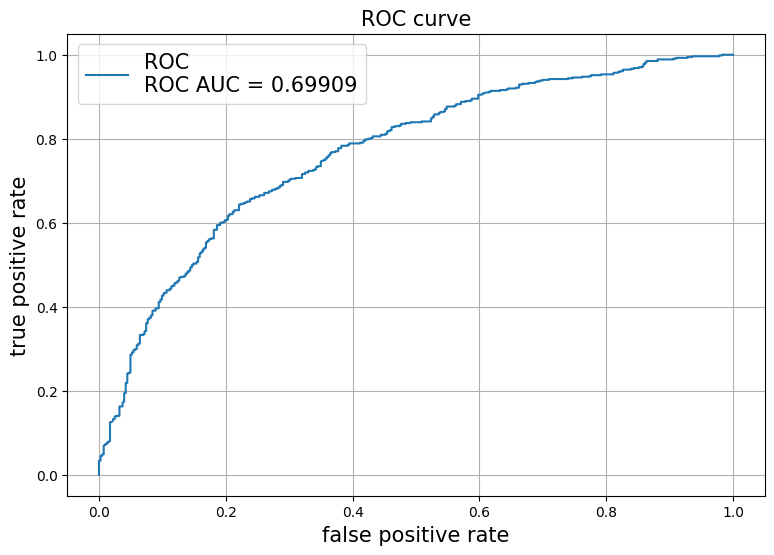 ROC curve
ROC
ROC AUC = 0.69909
1.0
0.8
0.6
0.4
0.2
0.0
true positive rate
0.0 0.2 0.4 0.6 0.8 1.0
false positive rate